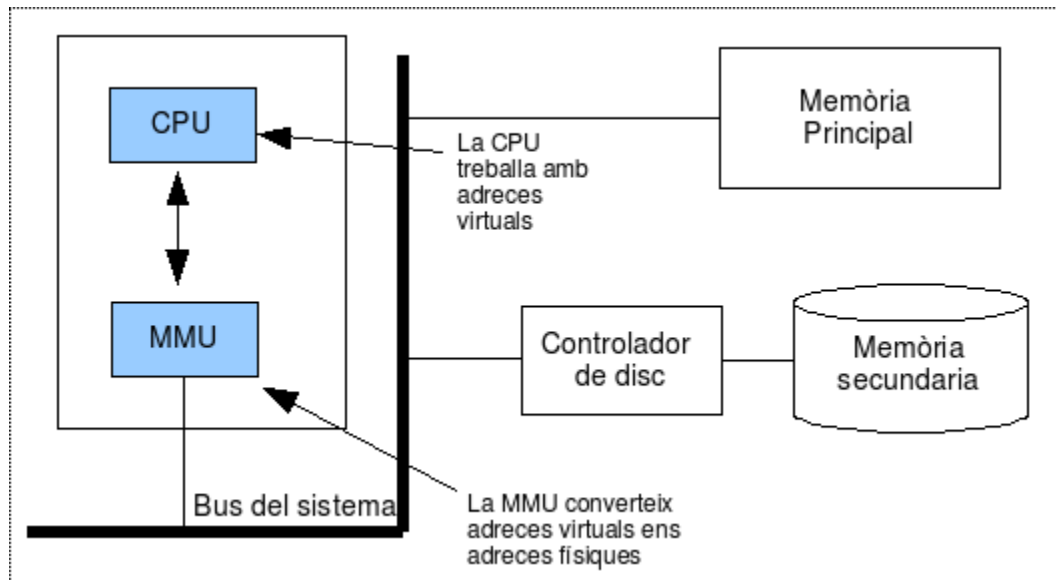 CPU
MMU
La CPU
treballa amb
adreces
virtuals
Memòria
Principal
Controlador
de disc
Memòria
secundaria
Bus del sistema
La MMU converteix
adreces virtuals ens
adreces físiques